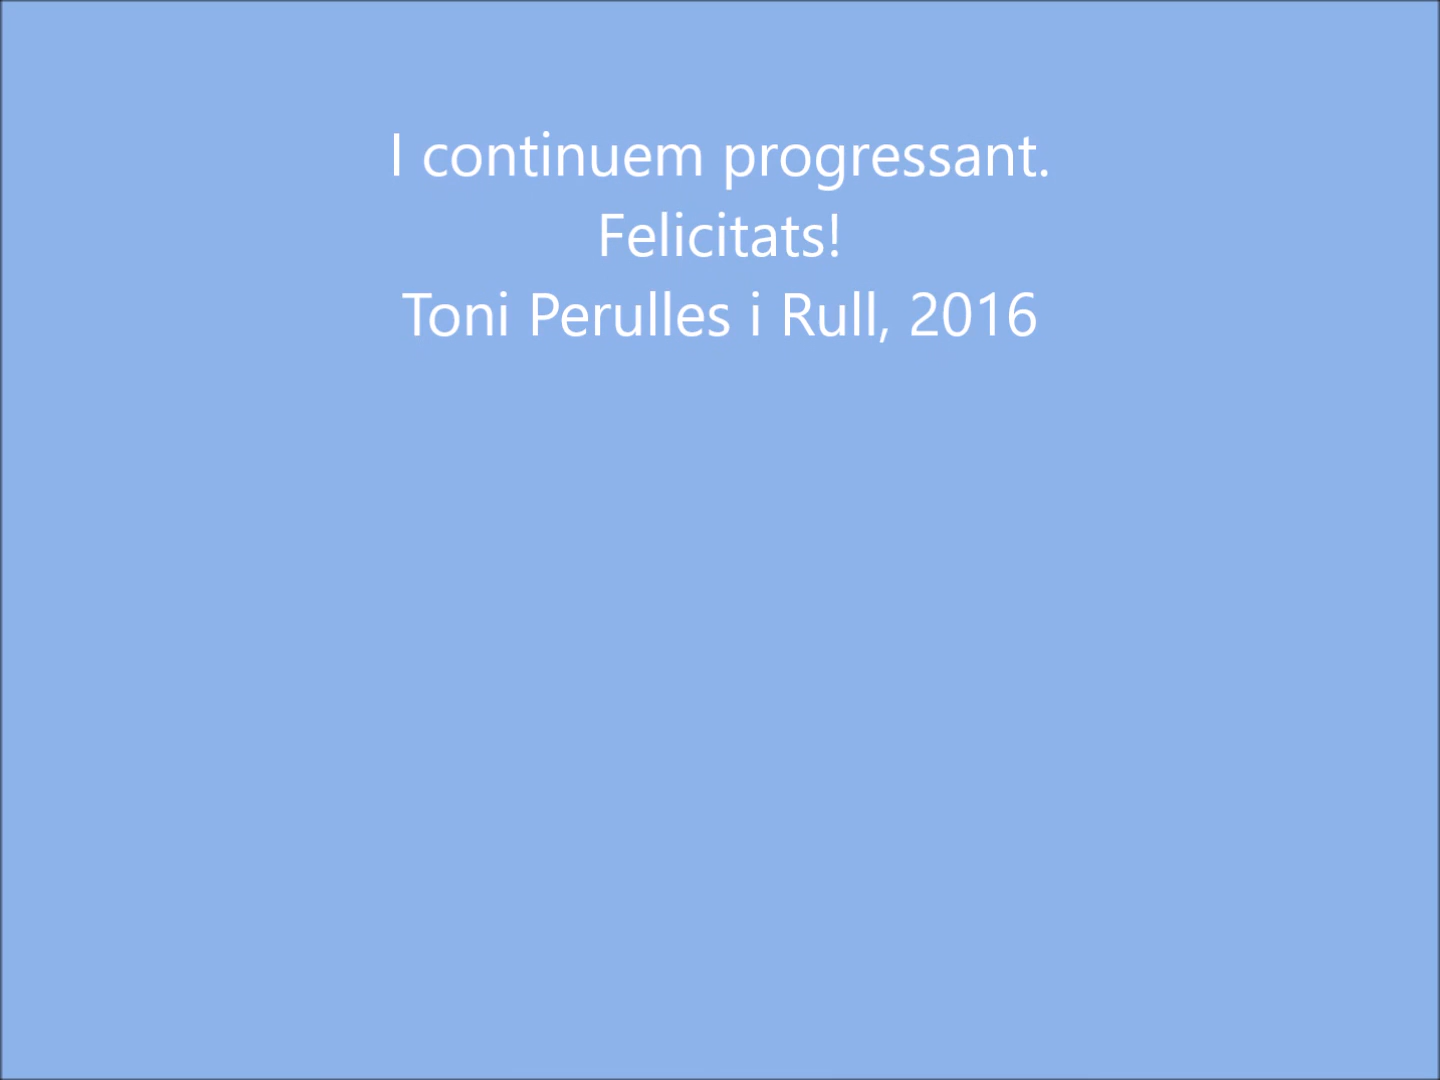 I continuem progressant.
Felicitats!
Toni Perulles i Rull, 2016